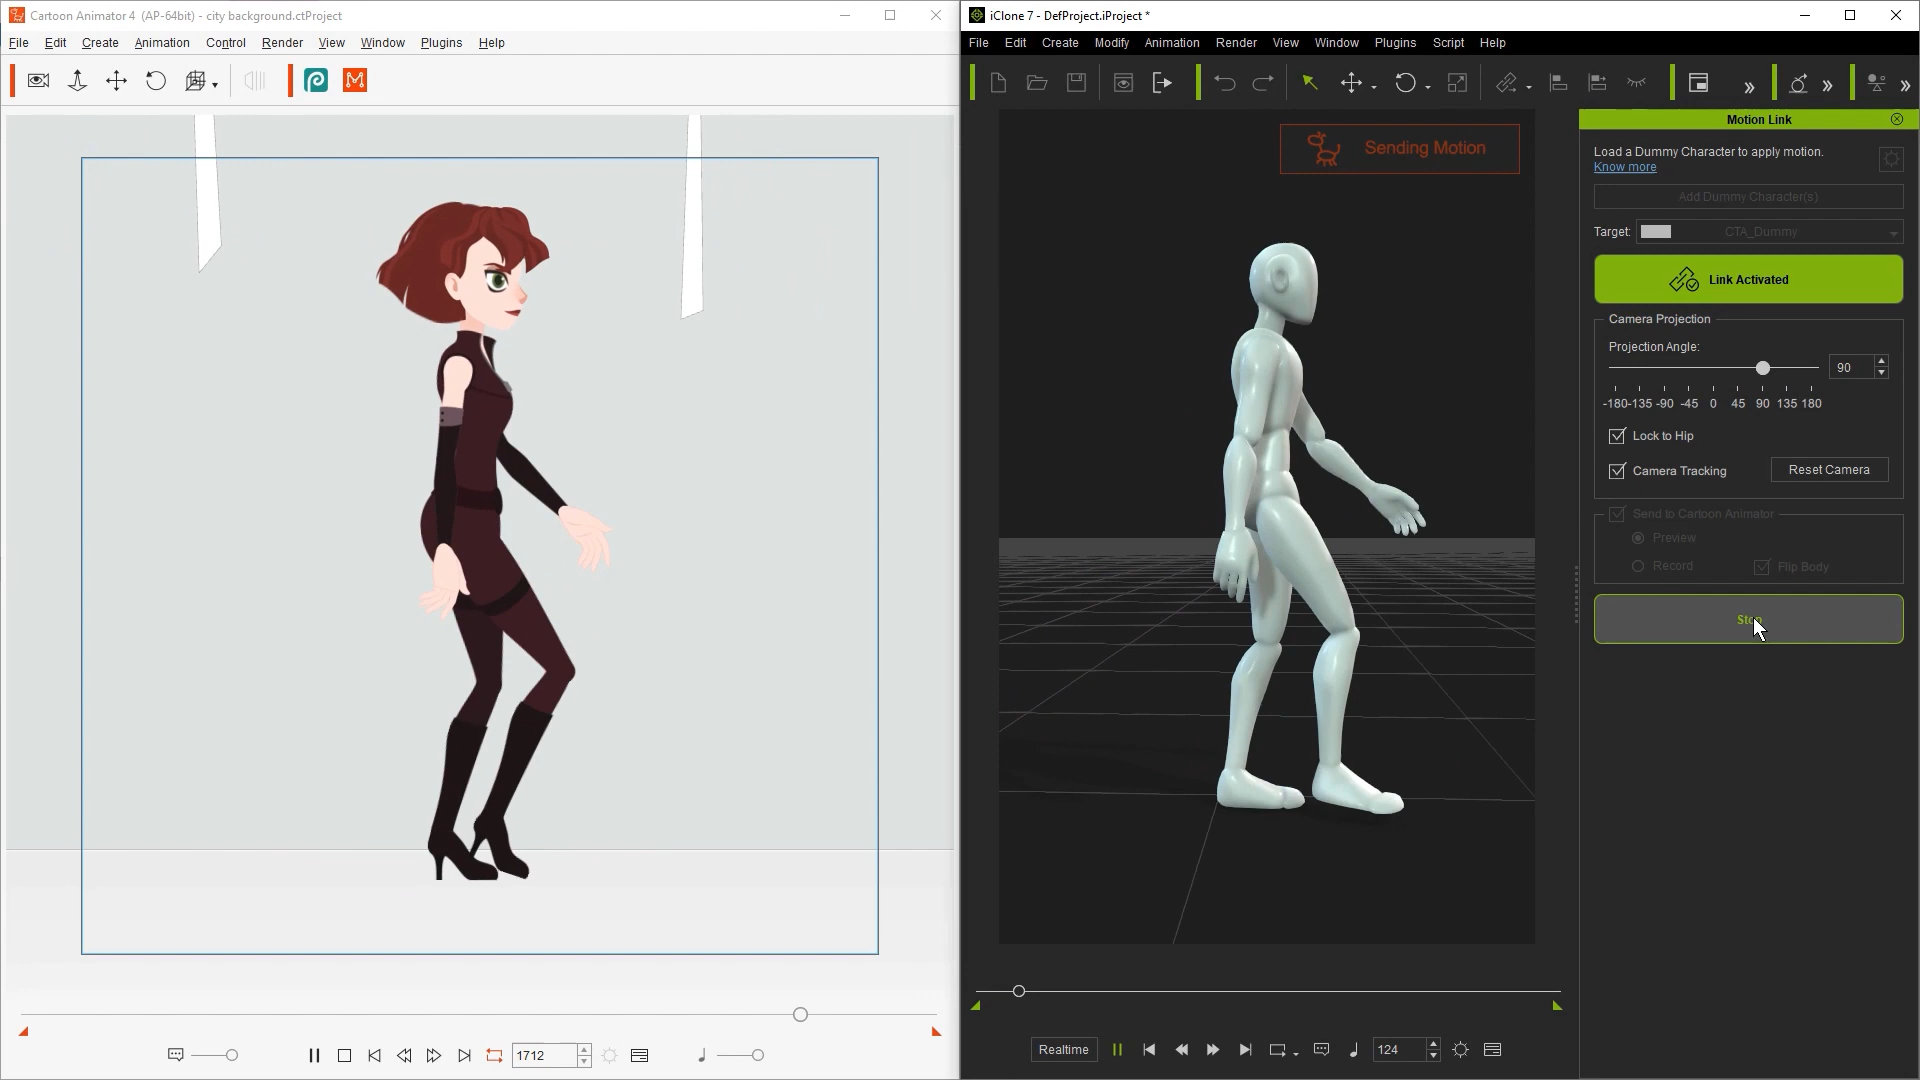 Cartoon Animator 4 (AP-64bit) - city background.ctProject
File Edit Create Animation Control Render View Window Plugins Help
1712
iClone 7 - DefProject.iProject *
File Edit Create Modify Animation Render View Window Plugins Script Help
Sending Motion
Realtime
124
Motion Link
Load a Dummy Character to apply motion.
Know more
Add Dummy Character(s)
Target: CTA_Dummy
Link Activated
Camera Projection
Projection Angle:
90
-180 -135 -90 -45 0 45 90 135 180
Lock to Hip
Camera Tracking Reset Camera
Send to Cartoon Animator
Preview
Record Flip Body
Stop